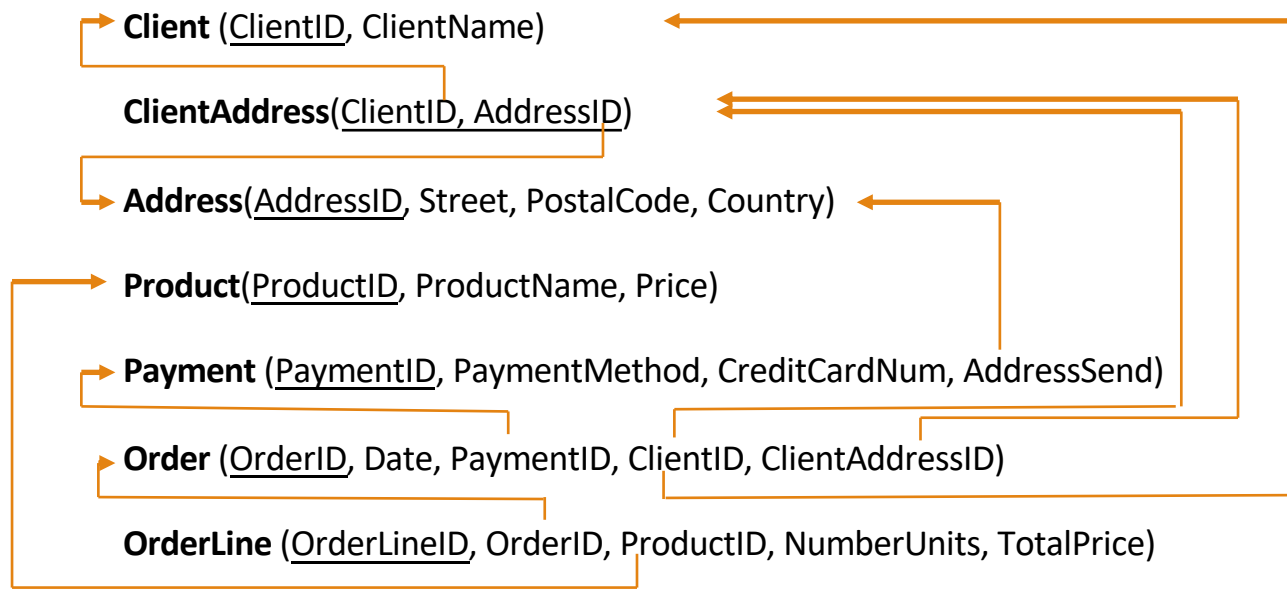 Client (ClientID, ClientName)
ClientAddress(ClientID, AddressID)
Address(AddressID, Street, PostalCode, Country)
Product(ProductID, ProductName, Price)
Payment (PaymentID, PaymentMethod, CreditCardNum, AddressSend)
Order (OrderID, Date, PaymentID, ClientID, ClientAddressID)
OrderLine (OrderLineID, OrderID, ProductID, NumberUnits, TotalPrice)